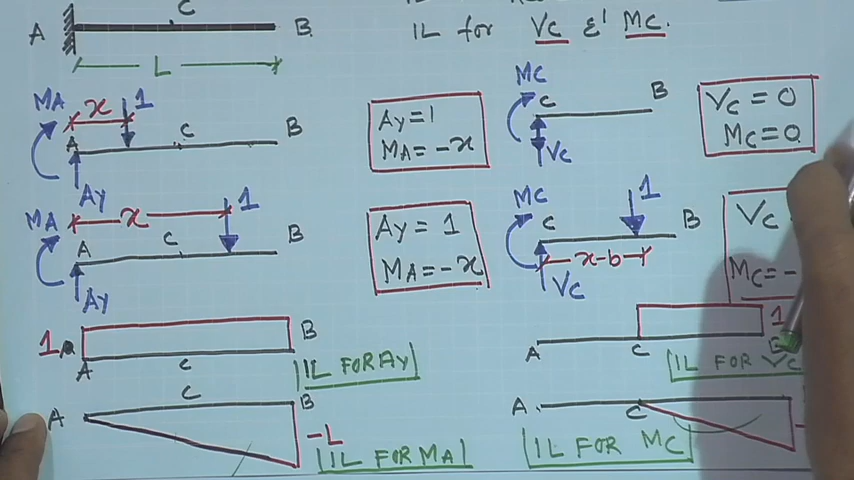 C
A
B.
L
IL for VC & MC.
MA
x
1
A
C
B
Ay
Ay=1
MA=-x
MC
C
B
VC
VC=0
MC=0.
MA
x
1
A
C
B
Ay
Ay=1
MA=-x
MC
1
C
B
x-b
VC
VC
MC=-
1
A
B
C
IL FOR AY
A
C
1
IL FOR VC
A
C
B
-L
IL FOR MA
A
C
IL FOR MC